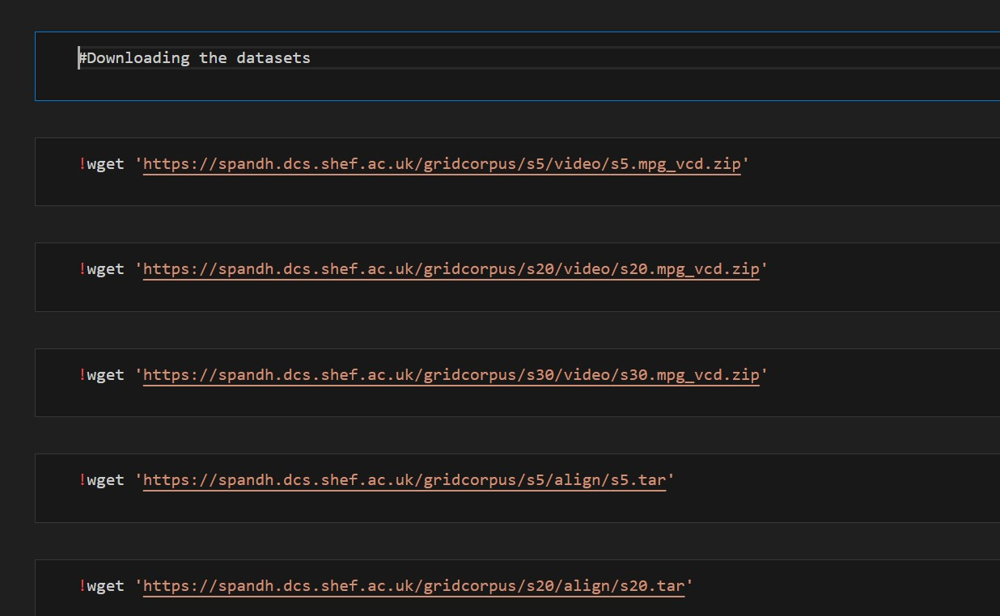 #Downloading the datasets
!wget 'https://spandh.dcs.shef.ac.uk/gridcorpus/s5/video/s5.mpg_vcd.zip'
!wget 'https://spandh.dcs.shef.ac.uk/gridcorpus/s20/video/s20.mpg_vcd.zip'
!wget 'https://spandh.dcs.shef.ac.uk/gridcorpus/s30/video/s30.mpg_vcd.zip'
!wget 'https://spandh.dcs.shef.ac.uk/gridcorpus/s5/align/s5.tar'
!wget 'https://spandh.dcs.shef.ac.uk/gridcorpus/s20/align/s20.tar'